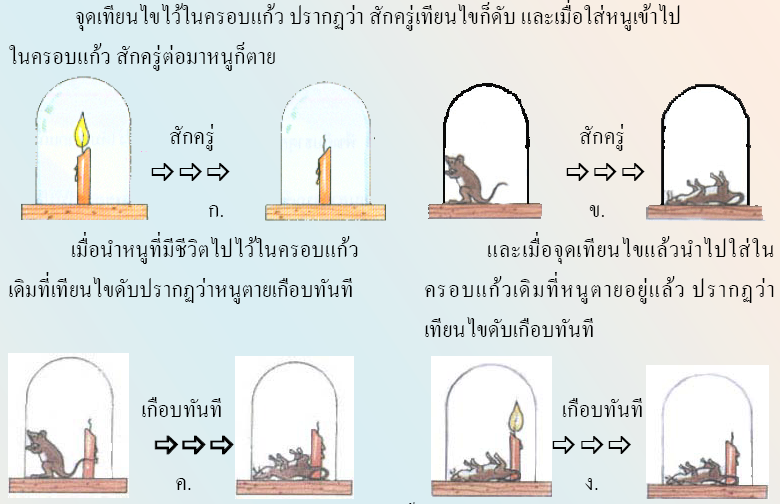 จุดเทียนไขไว้ในครอบแก้ว ปรากฏว่า สักครู่เทียนไขก็ดับ และเมื่อใส่หนูเข้าไป
ในครอบแก้ว สักครู่ต่อมาหนูก็ตาย
สักครู่
ก.
สักครู่
ข.
เมื่อนำหนูที่มีชีวิตไปไว้ในครอบแก้ว
เดิมที่เทียนไขดับปรากฏว่าหนูตายเกือบทันที
และเมื่อจุดเทียนไขแล้วนำไปใส่ใน
ครอบแก้วเดิมที่หนูตายอยู่แล้ว ปรากฏว่า
เทียนไขดับเกือบทันที
เกือบทันที
ค.
เกือบทันที
ง.